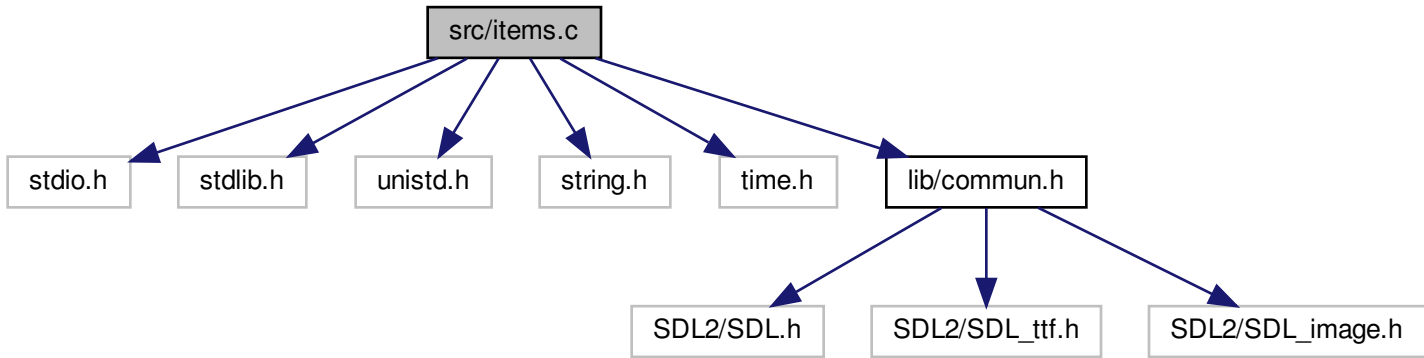 src/items.c
stdio.h
stdlib.h
unistd.h
string.h
time.h
lib/commun.h
SDL2/SDL.h
SDL2/SDL_ttf.h
SDL2/SDL_image.h